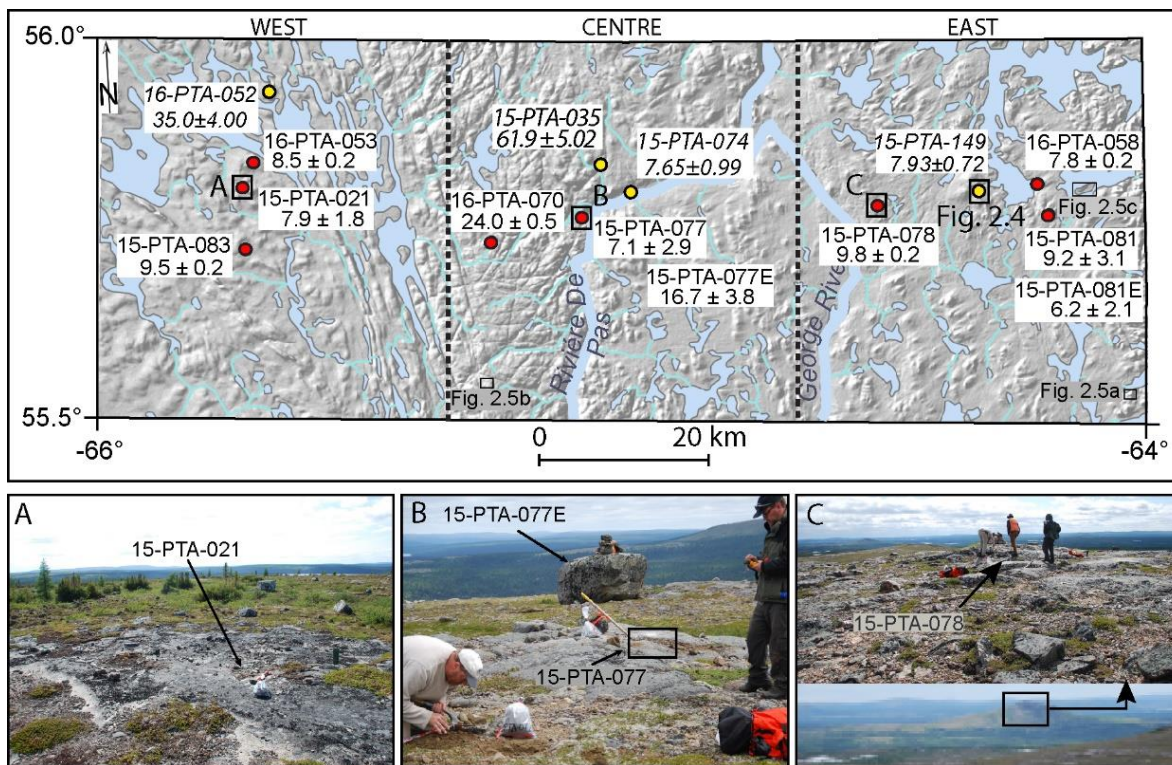 WEST
CENTRE
EAST
56.0°
N
16-PTA-052
35.0±4.00
16-PTA-053
8.5 ± 0.2
A
15-PTA-021
7.9 ± 1.8
15-PTA-083
9.5 ± 0.2
15-PTA-035
61.9±5.02
15-PTA-074
7.65±0.99
16-PTA-070
24.0 ± 0.5
B
15-PTA-077
7.1 ± 2.9
15-PTA-077E
16.7 ± 3.8
Rivière De
Pas
Fig. 2.5b
15-PTA-149
7.93±0.72
16-PTA-058
7.8 ± 0.2
C
Fig. 2.4
Fig. 2.5c
15-PTA-078
9.8 ± 0.2
15-PTA-081
9.2 ± 3.1
15-PTA-081E
6.2 ± 2.1
George River
Fig. 2.5a
55.5°
-66°
0 20 km
-64°
A
15-PTA-021
B
15-PTA-077E
15-PTA-077
C
15-PTA-078